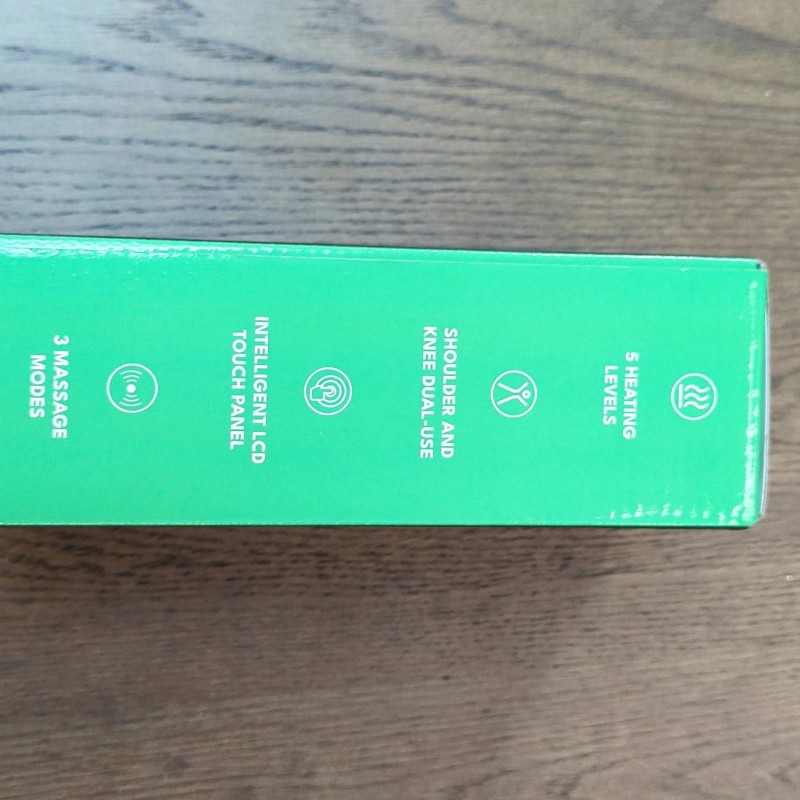 5 HEATING
LEVELS
SHOULDER AND
KNEE DUAL-USE
INTELLIGENT LCD
TOUCH PANEL
3 MASSAGE
MODES